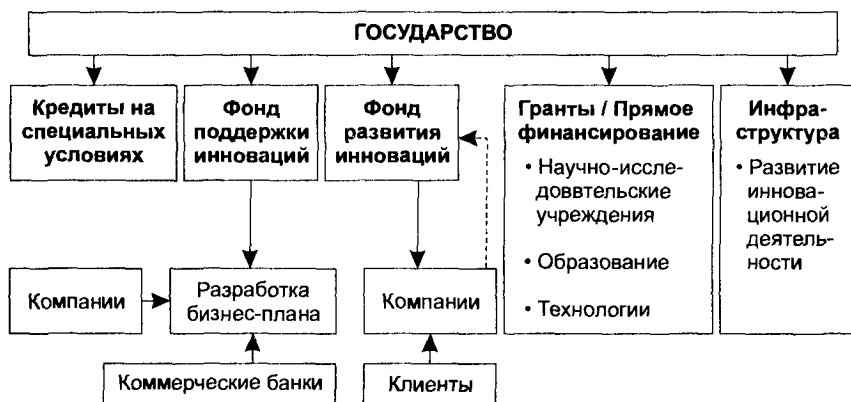 ГОСУДАРСТВО
Кредиты на
специальных
условиях
Фонд
поддержки
инноваций
Фонд
развития
инноваций
Гранты / Прямое
финансирование
• Научно-иссле-
доввтельские
учреждения
• Образование
• Технологии
Инфра-
структура
• Развитие
иннова-
ционной
деятель-
ности
Компании
Разработка
бизнес-плана
Компании
Коммерческие банки
Клиенты